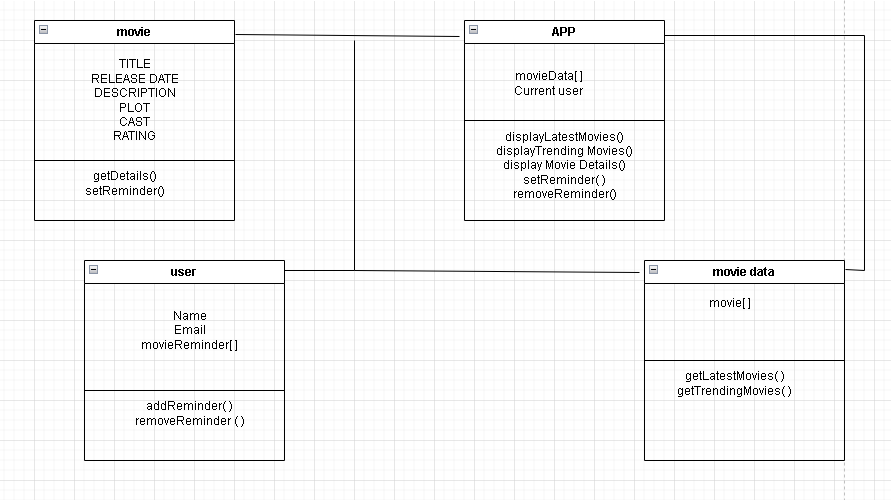 movie
TITLE
RELEASE DATE
DESCRIPTION
PLOT
CAST
RATING
getDetails()
setReminder()
APP
movieData[]
Current user
displayLatestMovies()
displayTrending Movies()
display Movie Details()
setReminder( )
removeReminder()
user
Name
Email
movieReminder[]
addReminder( )
removeReminder ( )
movie data
movie[]
getLatestMovies( )
getTrendingMovies( )